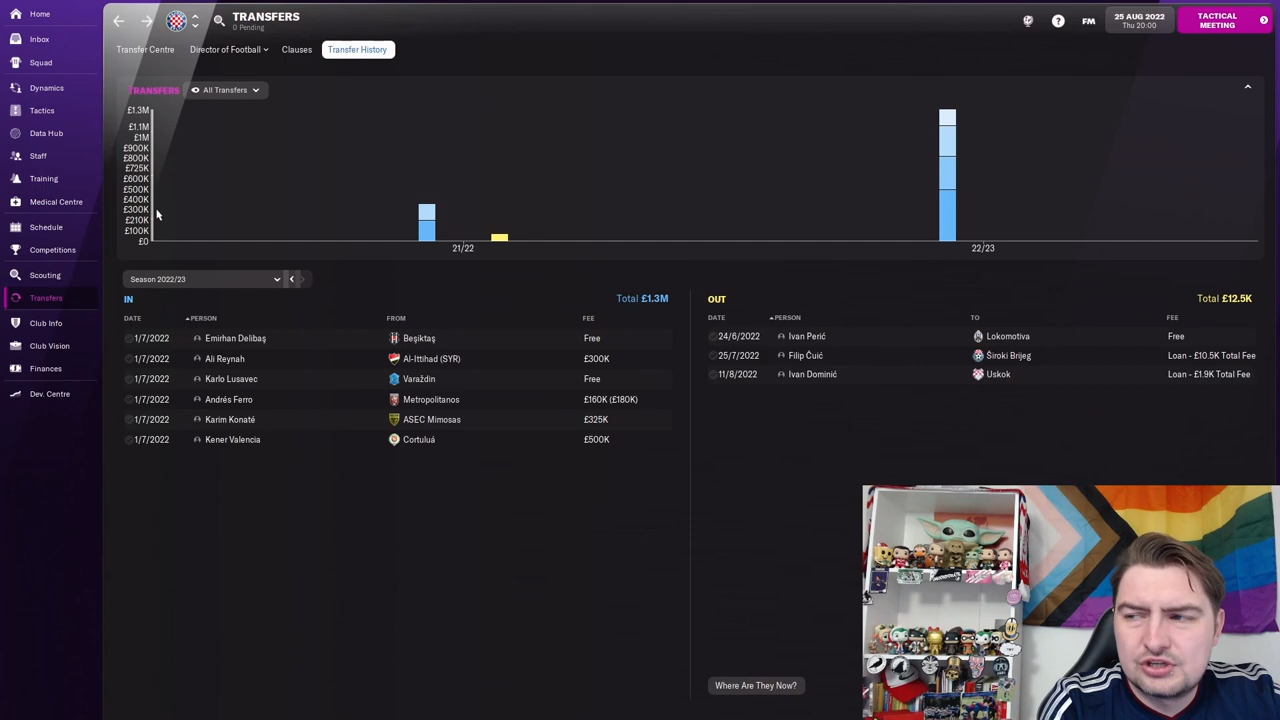 Home
TRANSFERS
0 Pending
25 AUG 2022
Thu 20:00
TACTICAL
MEETING
FM
Inbox
Squad
Dynamics
Tactics
Data Hub
Staff
Training
Medical Centre
Schedule
Competitions
Scouting
Transfers
Club Info
Club Vision
Finances
Dev. Centre
Transfer Centre Director of Football Clauses Transfer History
TRANSFERS All Transfers
£1.3M
£1.1M
£1M
£900K
£800K
£725K
£600K
£500K
£400K
£300K
£210K
£100K
£0
21/22 22/23
Season 2022/23
IN Total £1.3M
DATE PERSON FROM FEE
1/7/2022 Emirhan Delibaş Beşiktaş Free
1/7/2022 Ali Reynah Al-Ittihad (SYR) £300K
1/7/2022 Karlo Lusavec Varaždin Free
1/7/2022 Andrés Ferro Metropolitanos £160K (£180K)
1/7/2022 Karim Konaté ASEC Mimosas £325K
1/7/2022 Kener Valencia Cortuluá £500K
OUT Total £12.5K
DATE PERSON TO FEE
24/6/2022 Ivan Perić Lokomotiva Free
25/7/2022 Filip Čuić Široki Brijeg Loan - £10.5K Total Fee
11/8/2022 Ivan Dominić Uskok Loan - £1.9K Total Fee
Where Are They Now?